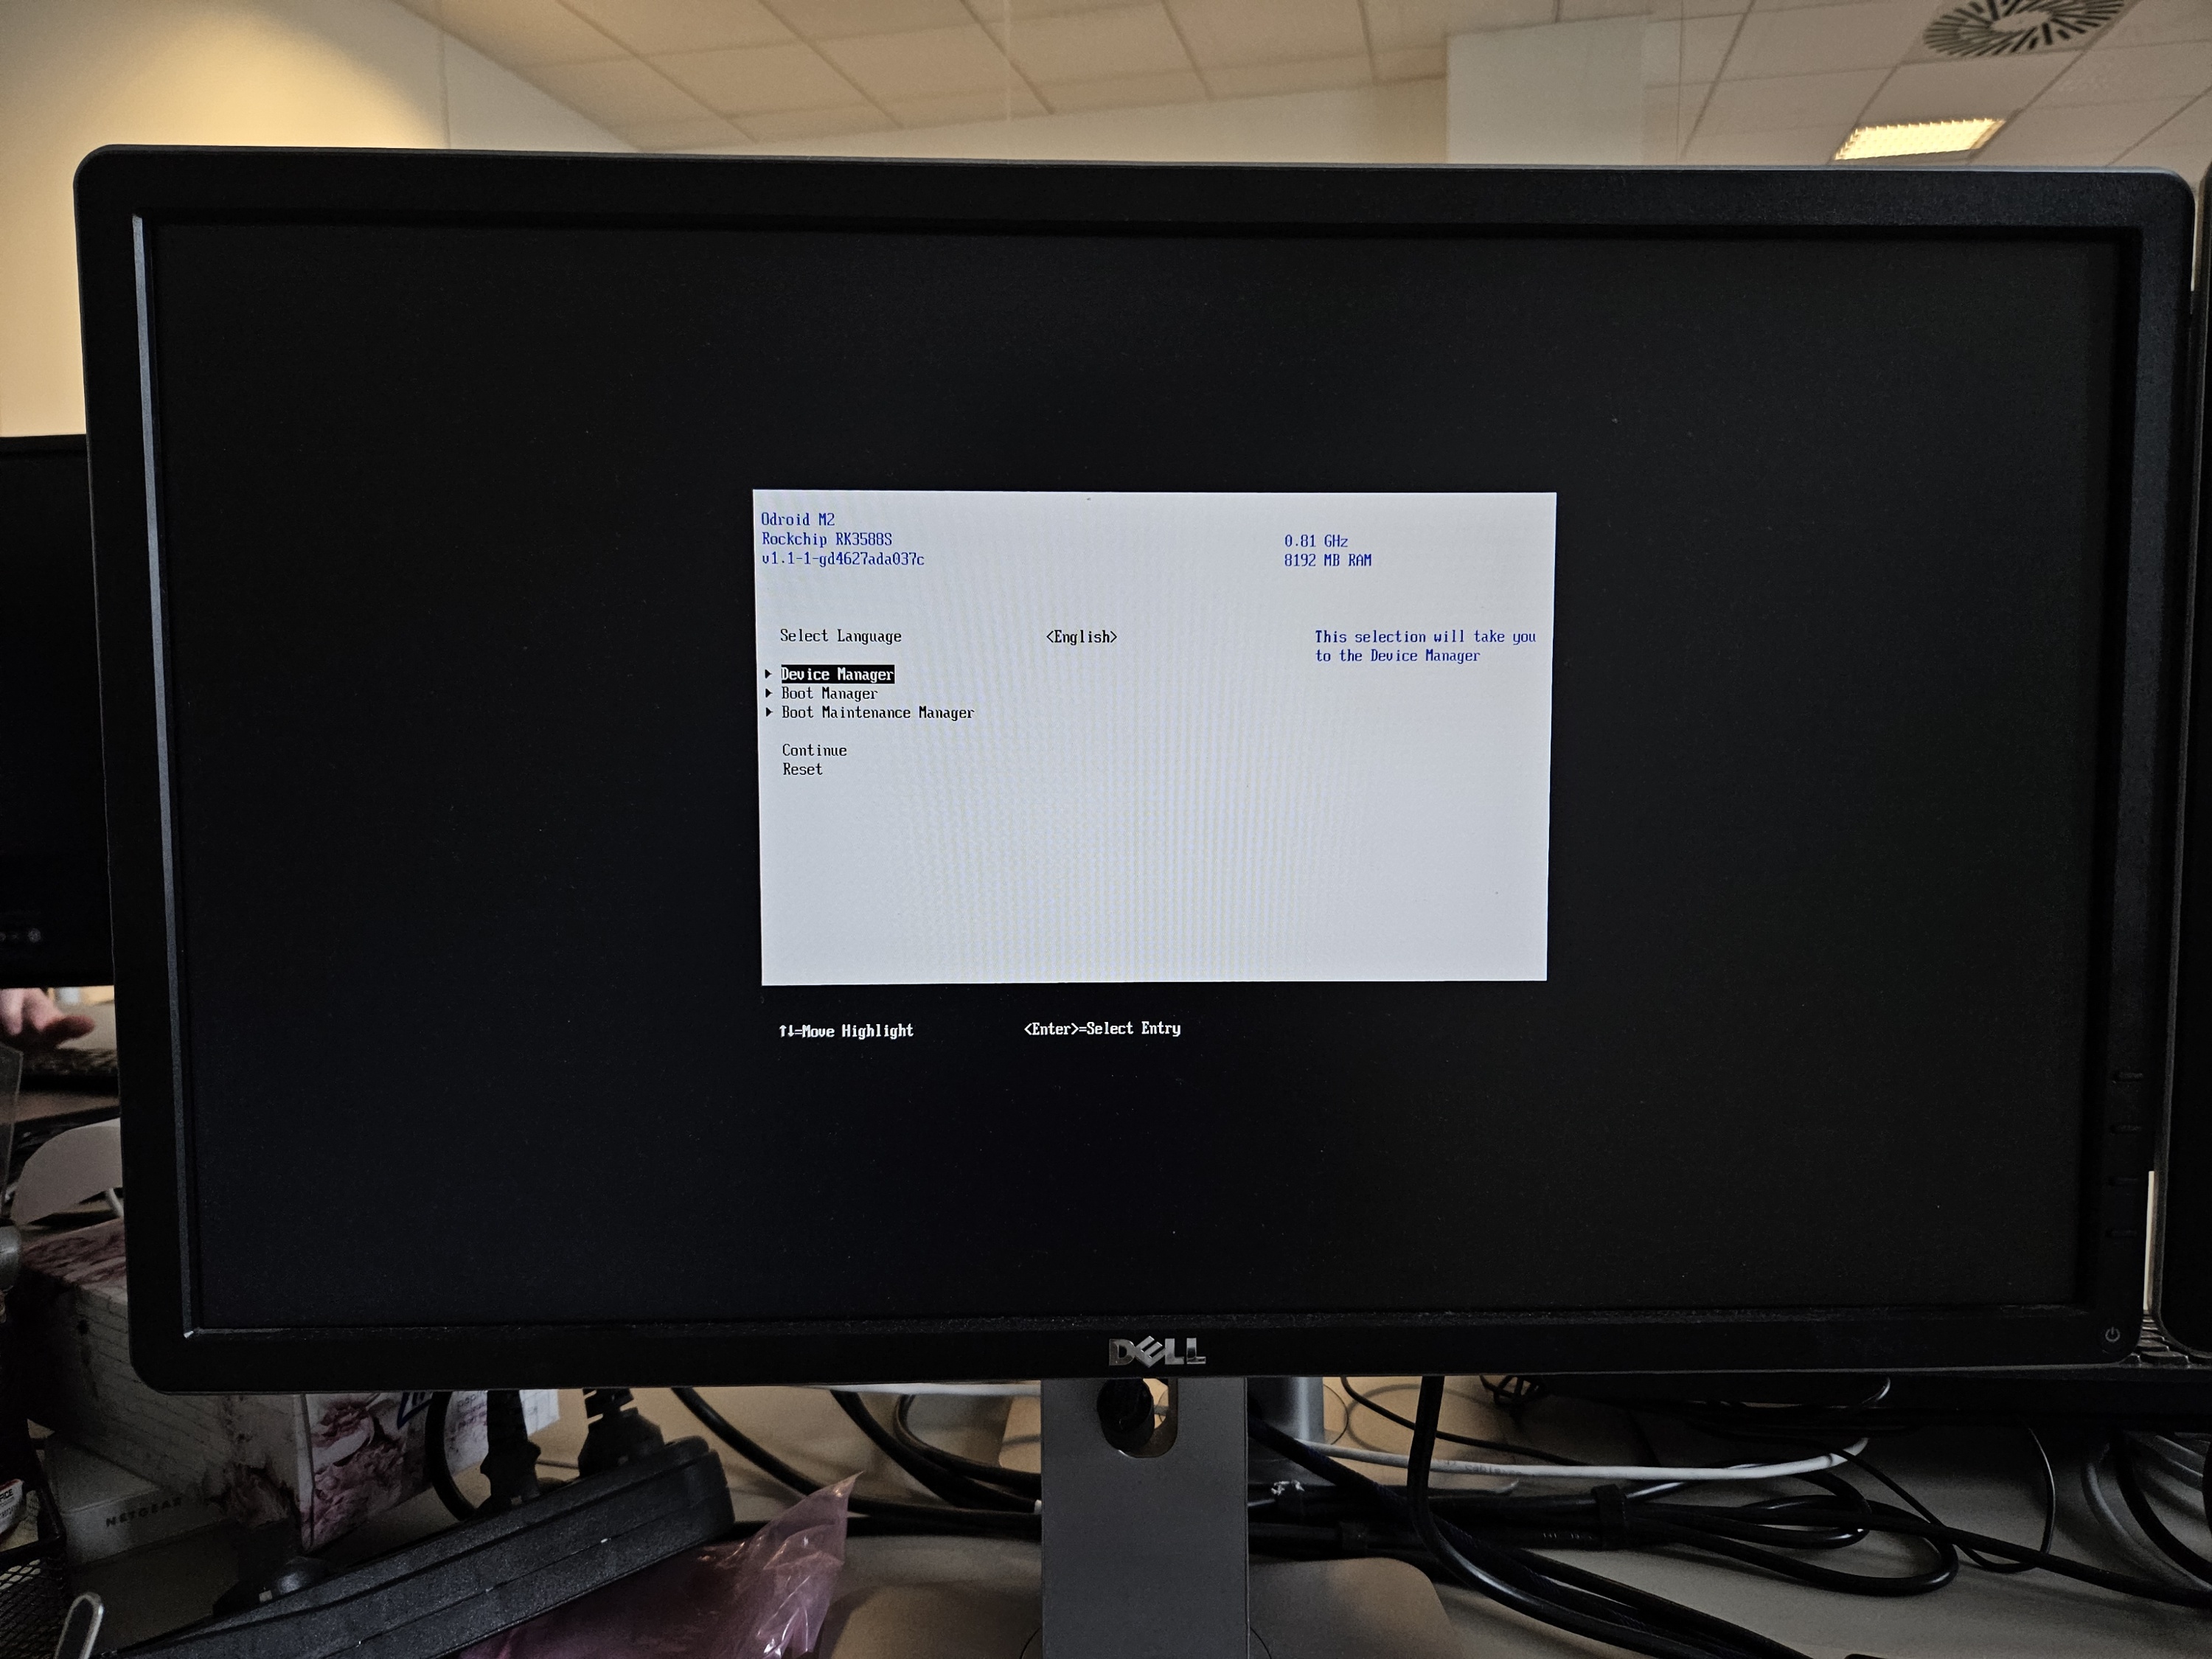 Odroid M2
Rockchip RK3588S
0.81 GHz
v1.1-1-gd4627ada037c
8192 MB RAM
Select Language
<English>
This selection will take you
to the Device Manager
Device Manager
Boot Manager
Boot Maintenance Manager
Continue
Reset
↑↓=Move Highlight
<Enter>=Select Entry
DELL
NETGEAR